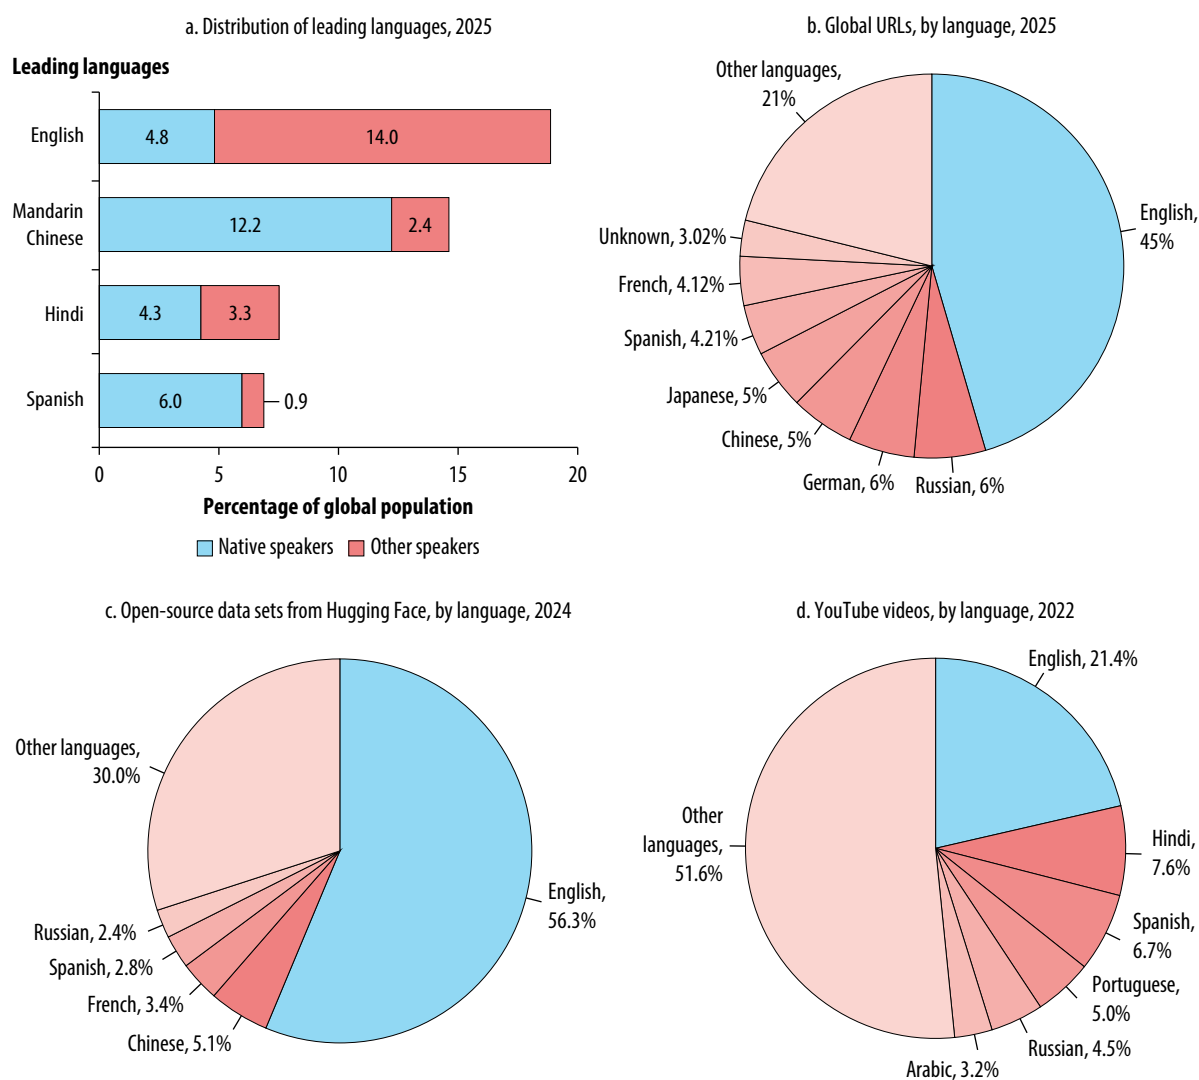 a. Distribution of leading languages, 2025
Leading languages
English
4.8
14.0
Mandarin
Chinese
12.2
2.4
Hindi
4.3
3.3
Spanish
6.0
0.9
0
5
10
15
20
Percentage of global population
Native speakers
Other speakers
b. Global URLs, by language, 2025
Other languages,
21%
English,
45%
Unknown, 3.02%
French, 4.12%
Spanish, 4.21%
Japanese, 5%
Chinese, 5%
German, 6%
Russian, 6%
c. Open-source data sets from Hugging Face, by language, 2024
Other languages,
30.0%
English,
56.3%
Russian, 2.4%
Spanish, 2.8%
French, 3.4%
Chinese, 5.1%
d. YouTube videos, by language, 2022
English, 21.4%
Other
languages,
51.6%
Hindi,
7.6%
Spanish,
6.7%
Portuguese,
5.0%
Russian, 4.5%
Arabic, 3.2%